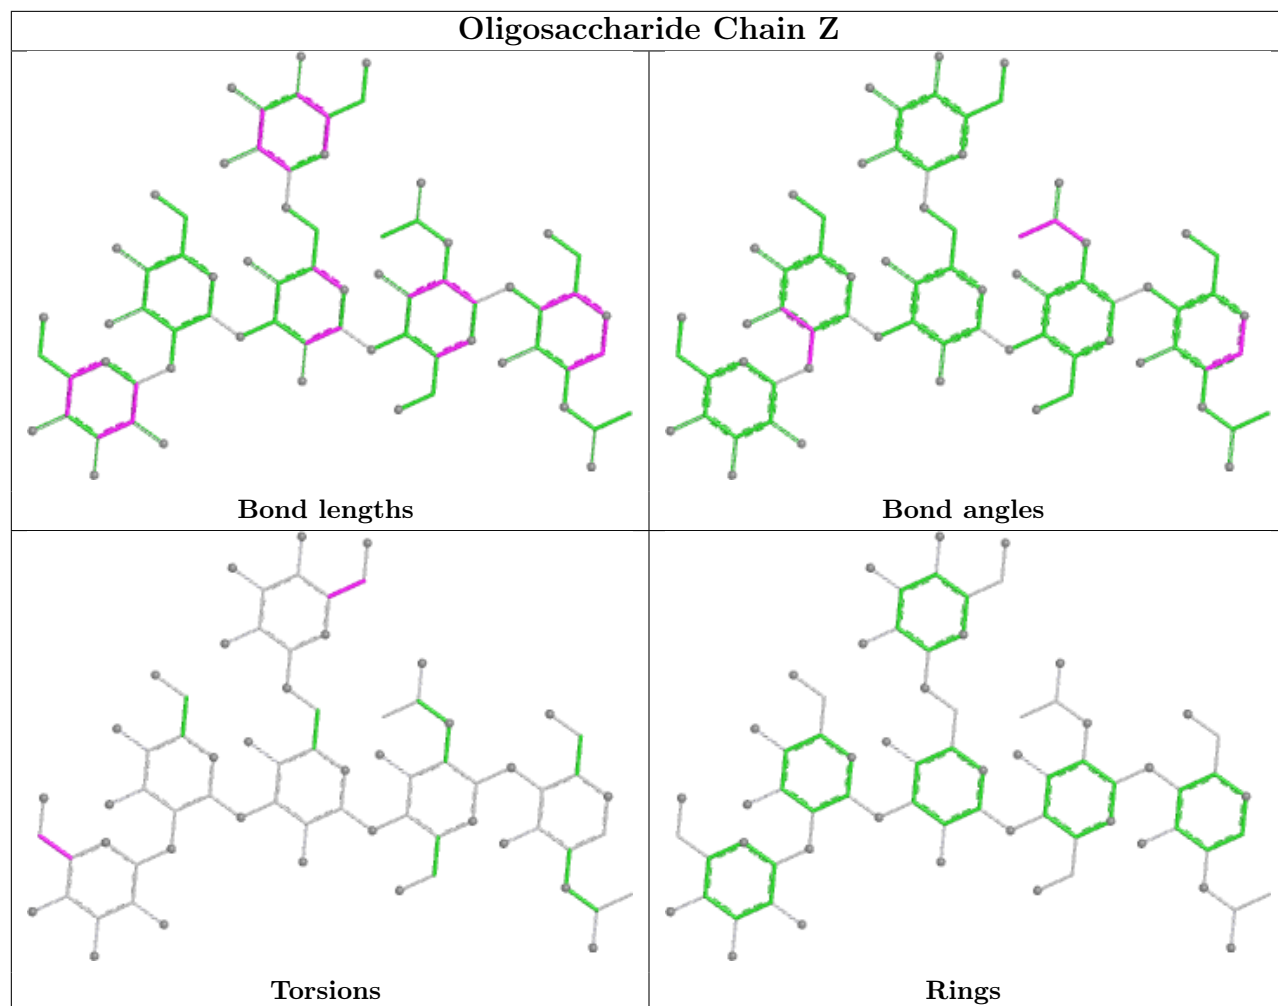 Oligosaccharide Chain Z
Bond lengths
Bond angles
Torsions
Rings